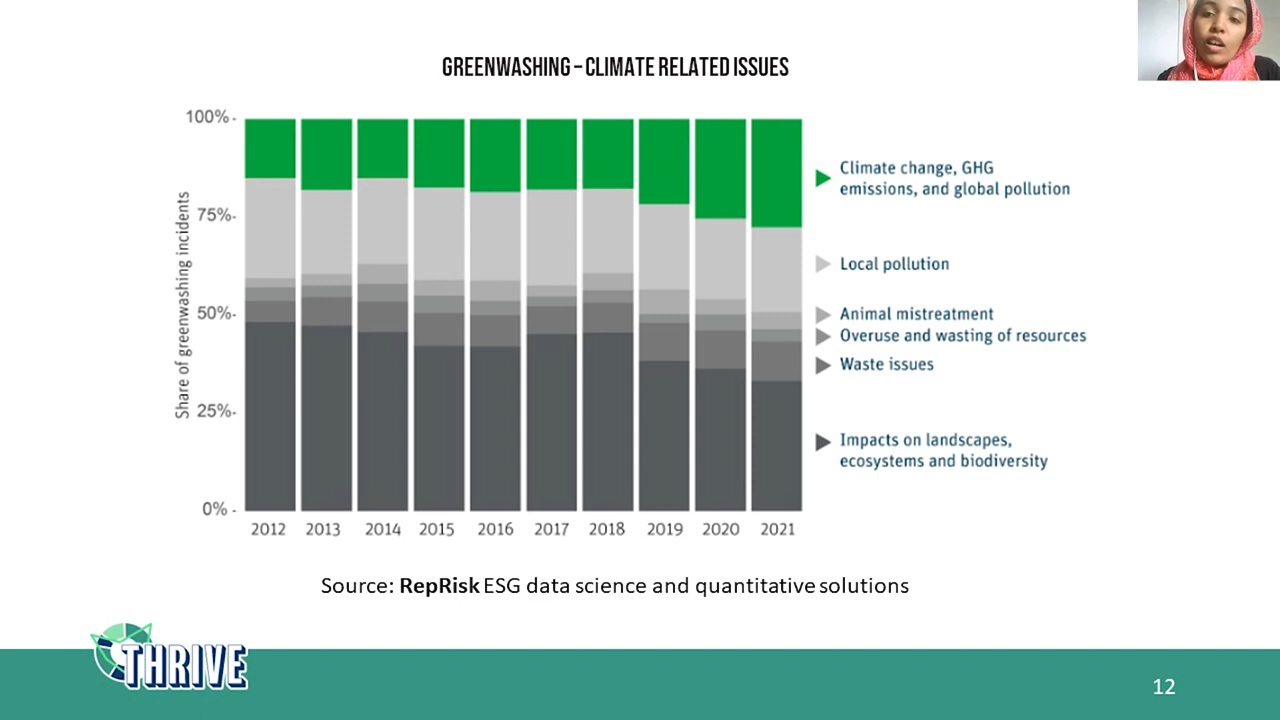 GREENWASHING – CLIMATE RELATED ISSUES
Share of greenwashing incidents
100%-
75%-
50%-
25%-
0%-
2012 2013 2014 2015 2016 2017 2018 2019 2020 2021
Climate change, GHG
emissions, and global pollution
Local pollution
Animal mistreatment
Overuse and wasting of resources
Waste issues
Impacts on landscapes,
ecosystems and biodiversity
Source: RepRisk ESG data science and quantitative solutions
THRIVE
12